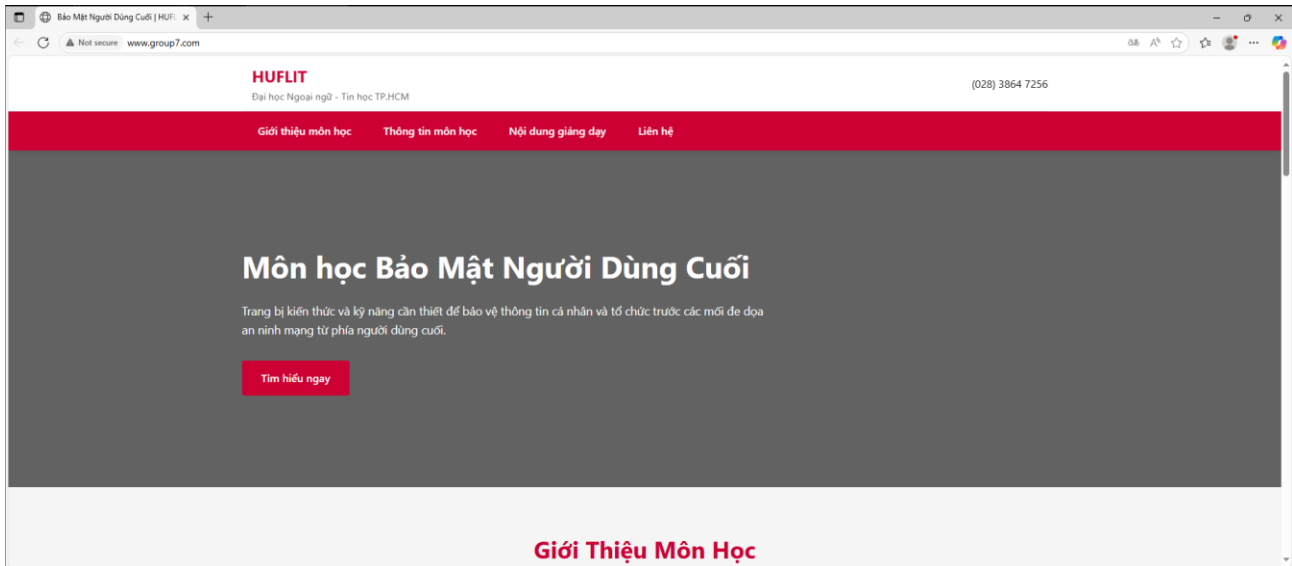 Bảo Mật Người Dùng Cuối | HUFL
Not secure www.group7.com
HUFLIT
Đại học Ngoại ngữ - Tin học TP.HCM
(028) 3864 7256
Giới thiệu môn học Thông tin môn học Nội dung giảng dạy Liên hệ
Môn học Bảo Mật Người Dùng Cuối
Trang bị kiến thức và kỹ năng cần thiết để bảo vệ thông tin cá nhân và tổ chức trước các mối đe dọa
an ninh mạng từ phía người dùng cuối.
Tìm hiểu ngay
Giới Thiệu Môn Học